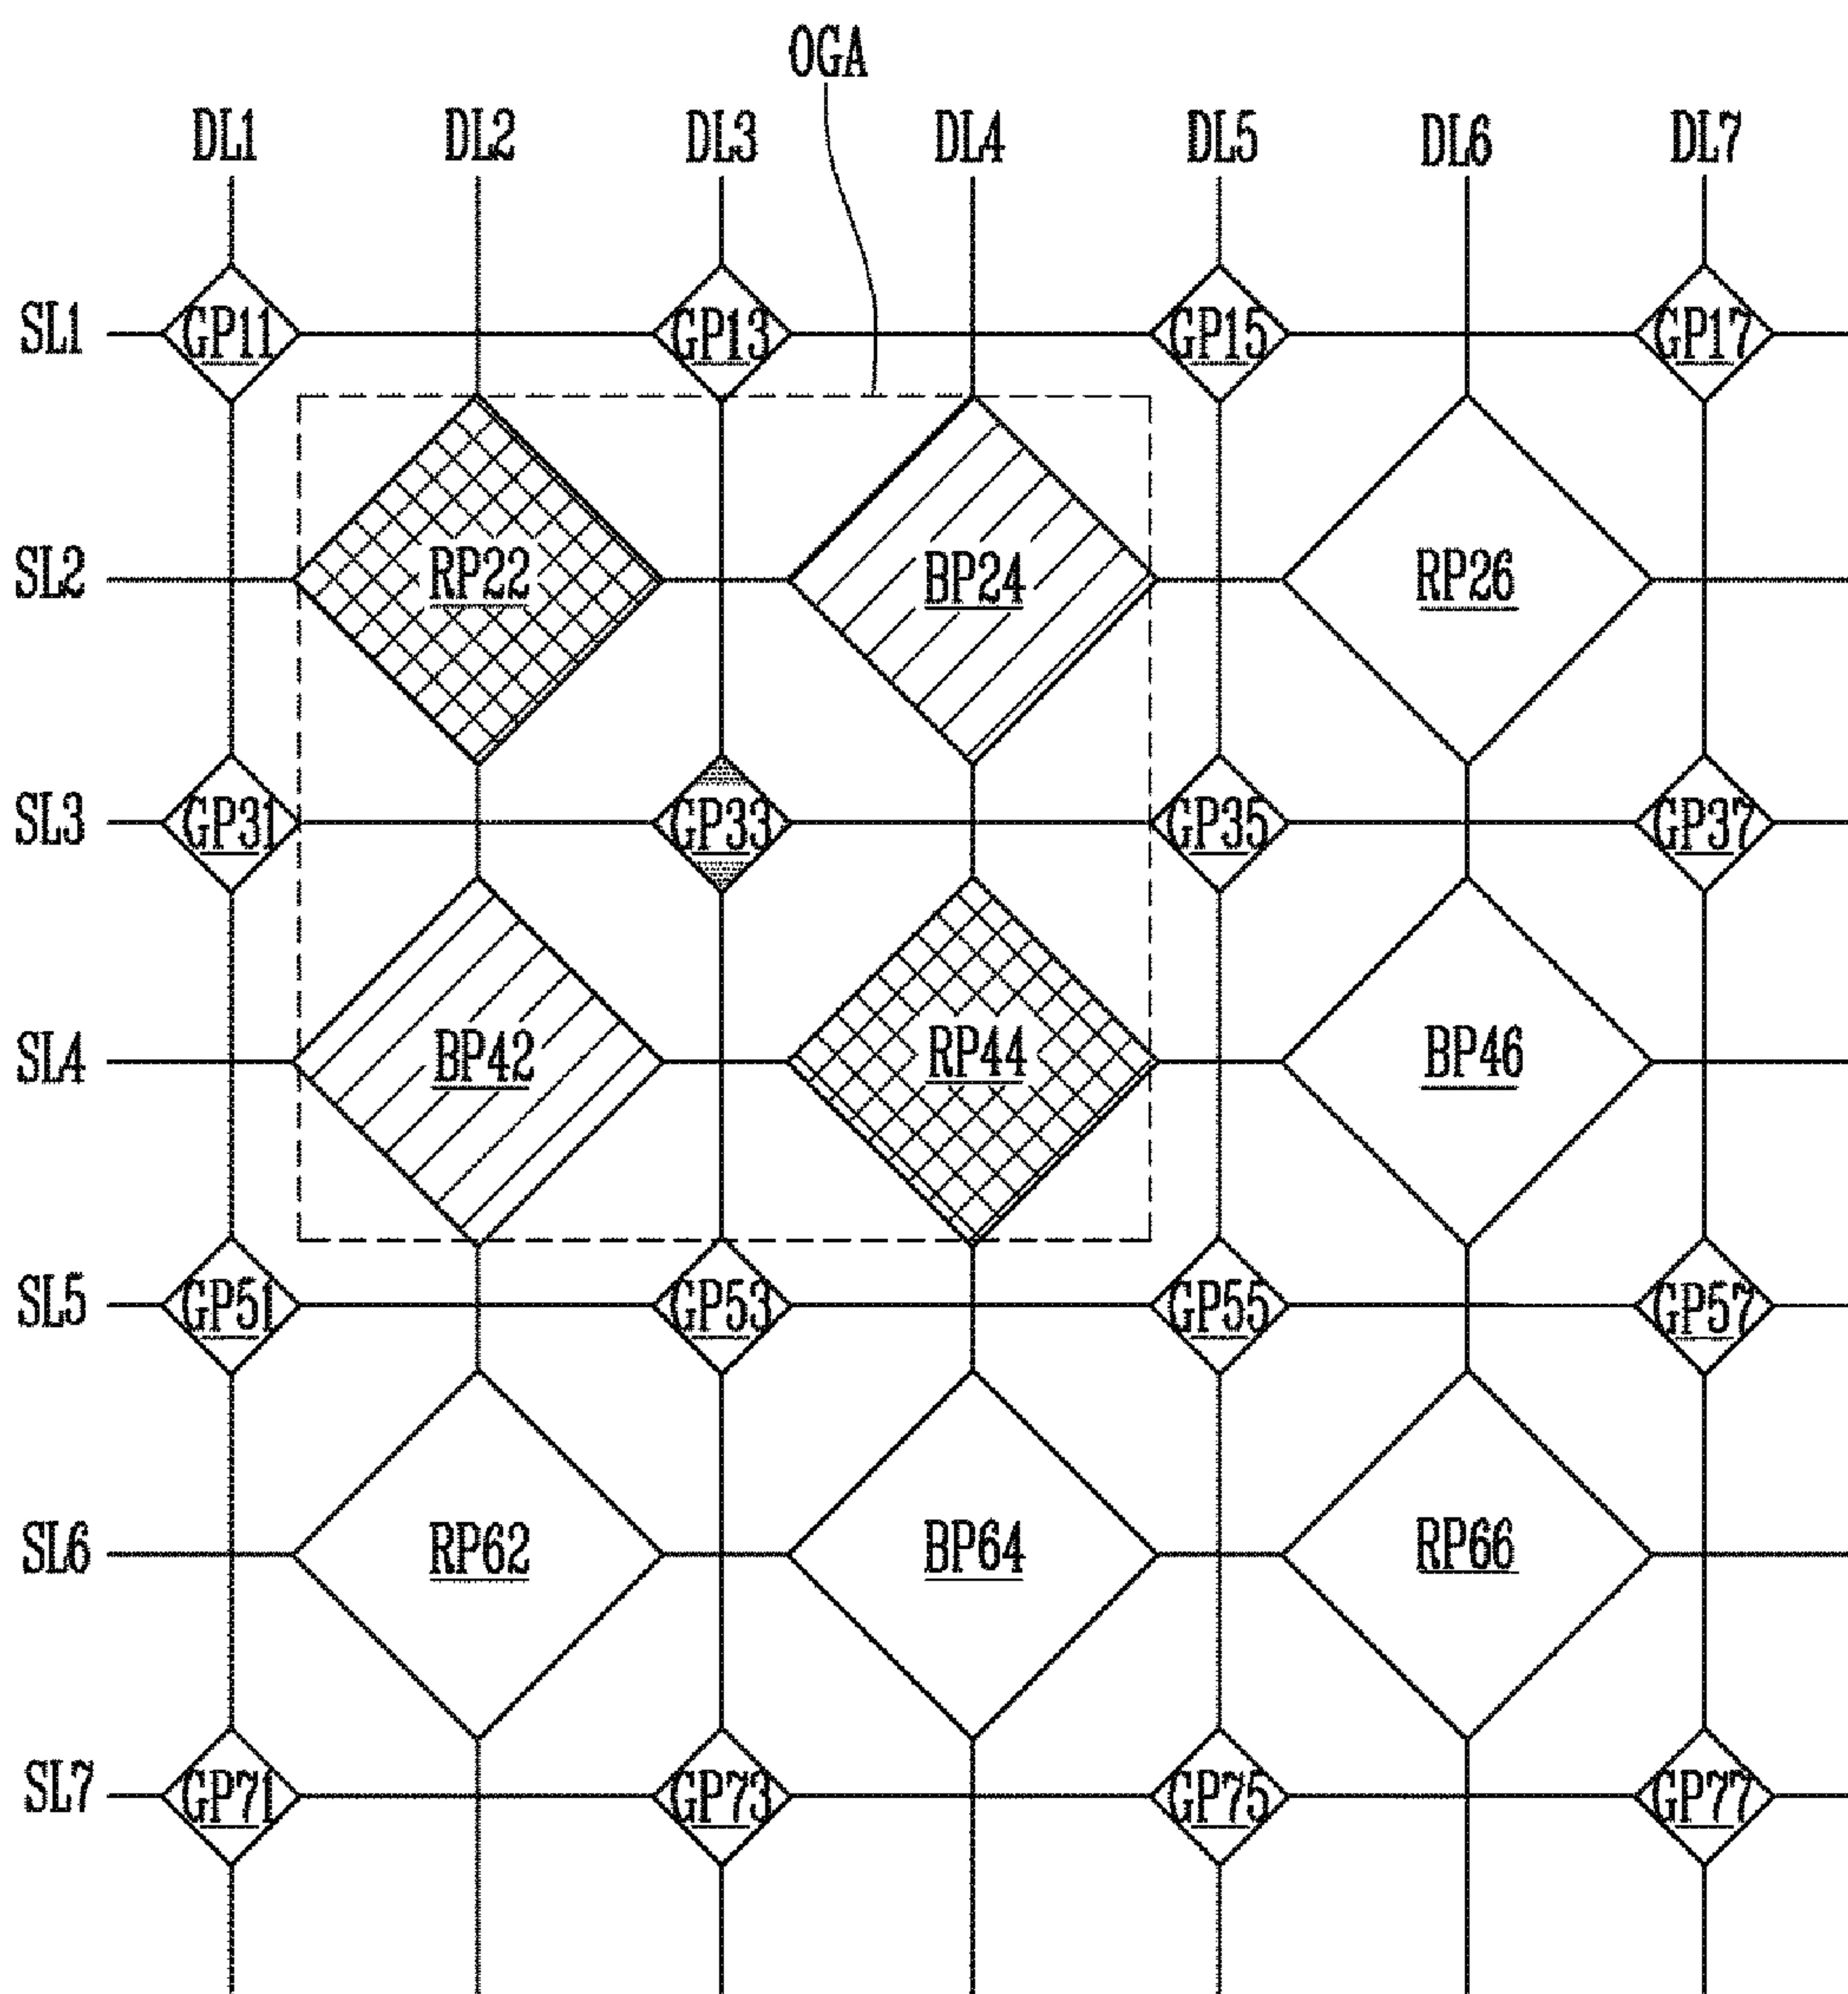 OGA
DL1 DL2 DL3 DL4 DL5 DL6 DL7
SL1 GP11 GP13 GP15 GP17
SL2 RP22 BP24 RP26
SL3 GP31 GP33 GP35 GP37
SL4 BP42 RP44 BP46
SL5 GP51 GP53 GP55 GP57
SL6 RP62 BP64 RP66
SL7 GP71 GP73 GP75 GP77